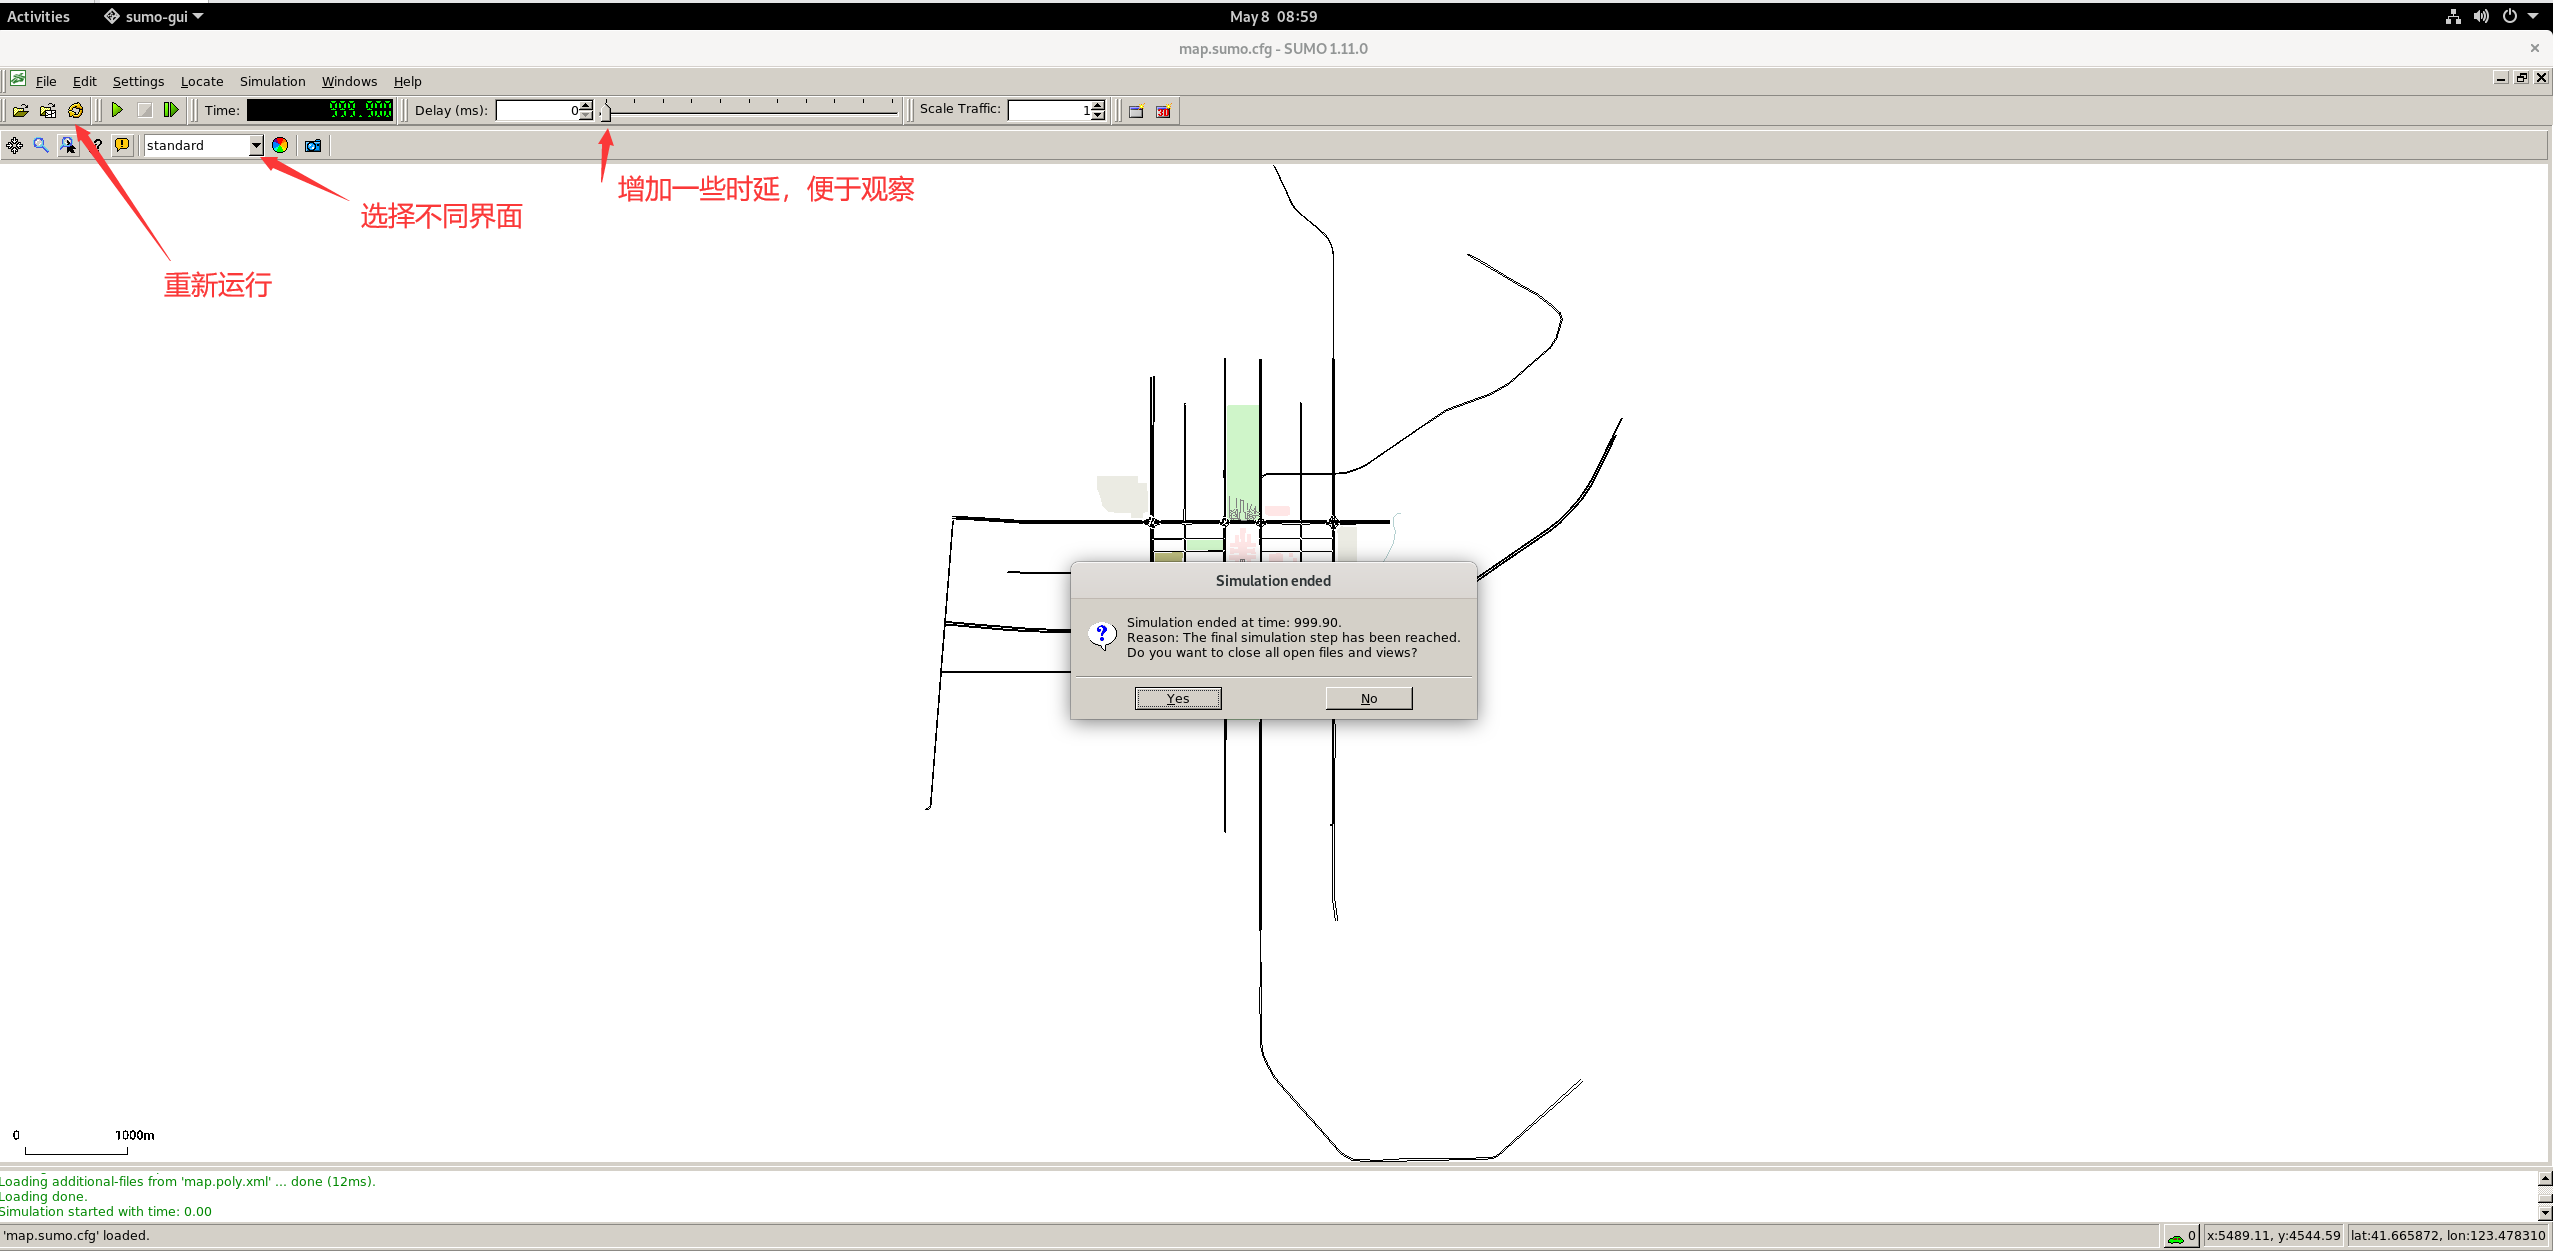 Activities sumo-gui May 8 08:59
map.sumo.cfg - SUMO 1.11.0
File Edit Settings Locate Simulation Windows Help
Time: 999.900 Delay (ms): 0 Scale Traffic: 1
standard
增加一些时延，便于观察
选择不同界面
重新运行
Simulation ended
Simulation ended at time: 999.90.
Reason: The final simulation step has been reached.
Do you want to close all open files and views?
Yes No
0 1000m
Loading additional-files from 'map.poly.xml' ... done (12ms).
Loading done.
Simulation started with time: 0.00
'map.sumo.cfg' loaded. 0 x:5489.11, y:4544.59 lat:41.665872, lon:123.478310